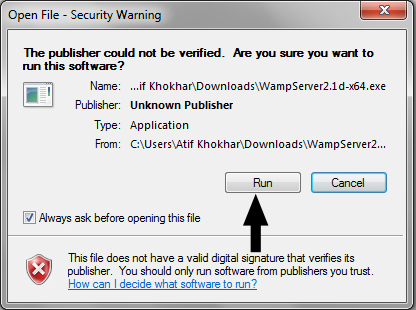 Open File - Security Warning
The publisher could not be verified. Are you sure you want to
run this software?
Name: ...if Khokhar\Downloads\WampServer2.1d-x64.exe
Publisher: Unknown Publisher
Type: Application
From: C:\Users\Atif Khokhar\Downloads\WampServer2...
Run Cancel
Always ask before opening this file
This file does not have a valid digital signature that verifies its
publisher. You should only run software from publishers you trust.
How can I decide what software to run?